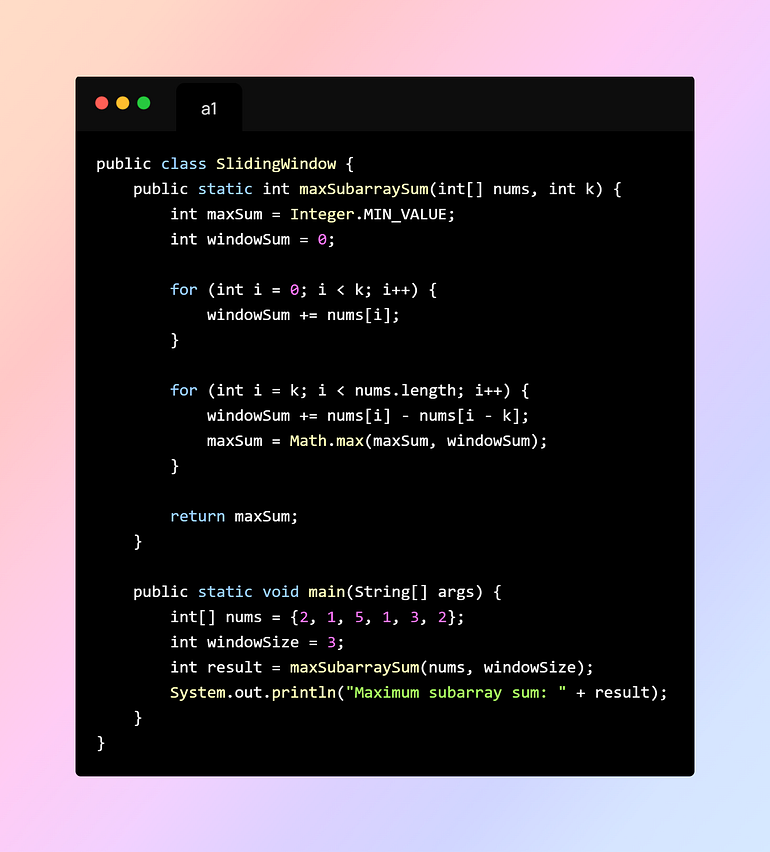 a1
public class SlidingWindow {
    public static int maxSubarraySum(int[] nums, int k) {
        int maxSum = Integer.MIN_VALUE;
        int windowSum = 0;

        for (int i = 0; i < k; i++) {
            windowSum += nums[i];
        }

        for (int i = k; i < nums.length; i++) {
            windowSum += nums[i] - nums[i - k];
            maxSum = Math.max(maxSum, windowSum);
        }

        return maxSum;
    }

    public static void main(String[] args) {
        int[] nums = {2, 1, 5, 1, 3, 2};
        int windowSize = 3;
        int result = maxSubarraySum(nums, windowSize);
        System.out.println("Maximum subarray sum: " + result);
    }
}